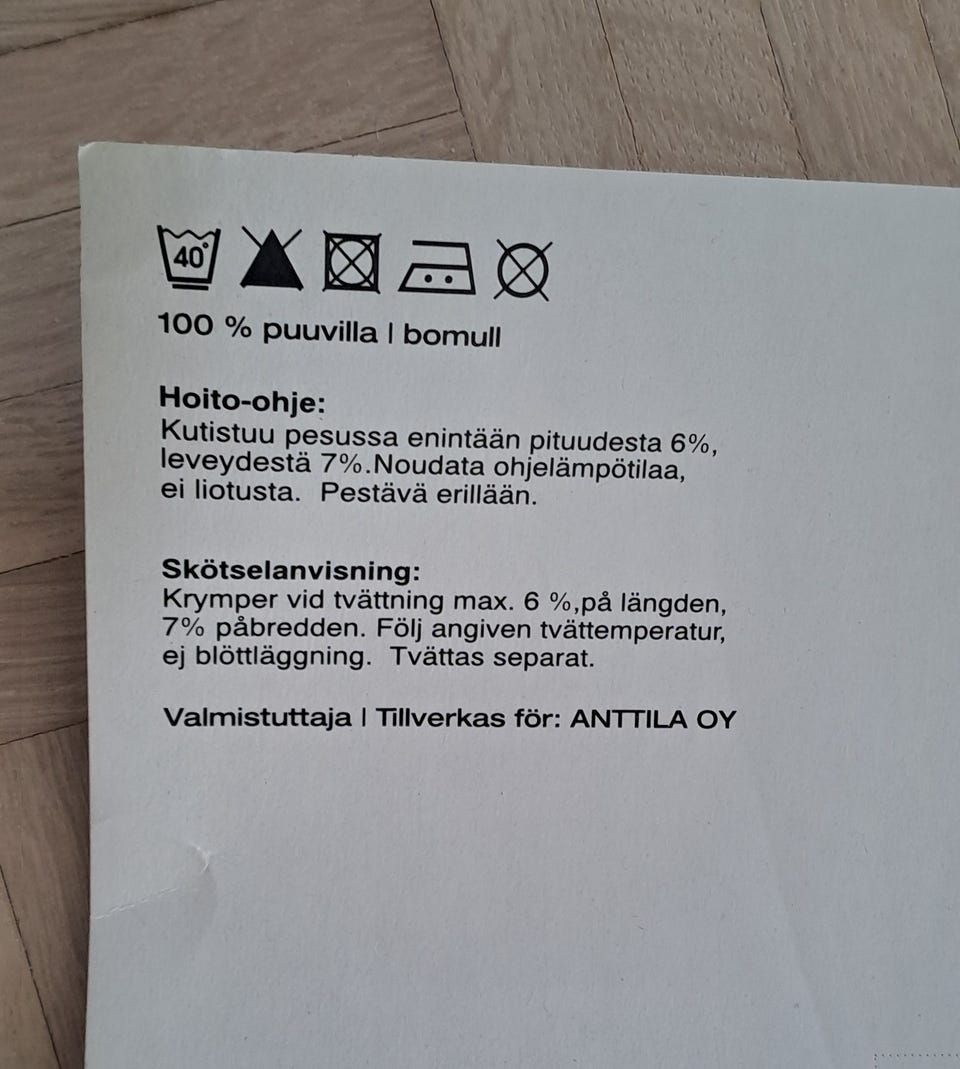 40°
100 % puuvilla | bomull
Hoito-ohje:
Kutistuu pesussa enintään pituudesta 6%,
leveydestä 7%.Noudata ohjelämpötilaa,
ei liotusta. Pestävä erillään.
Skötselanvisning:
Krymper vid tvättning max. 6 %,på längden,
7% påbredden. Följ angiven tvättemperatur,
ej blöttläggning. Tvättas separat.
Valmistuttaja | Tillverkas för: ANTTILA OY